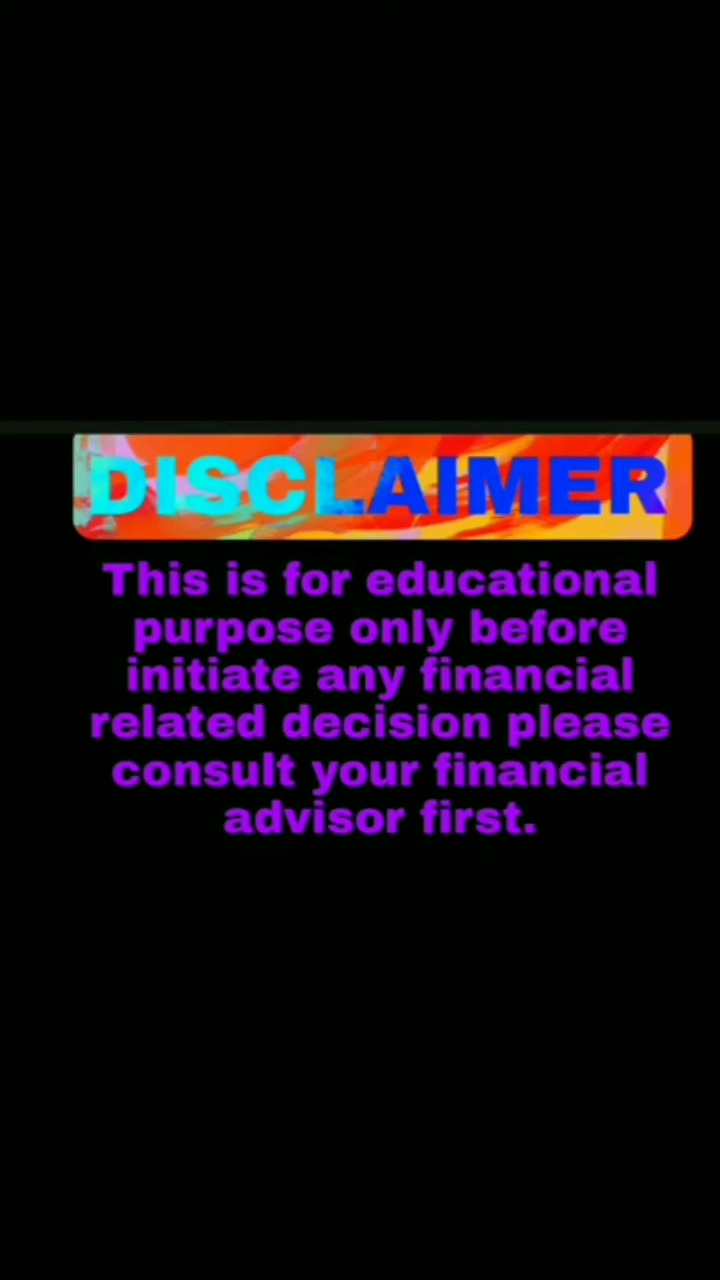 DISCLAIMER
This is for educational
purpose only before
initiate any financial
related decision please
consult your financial
advisor first.